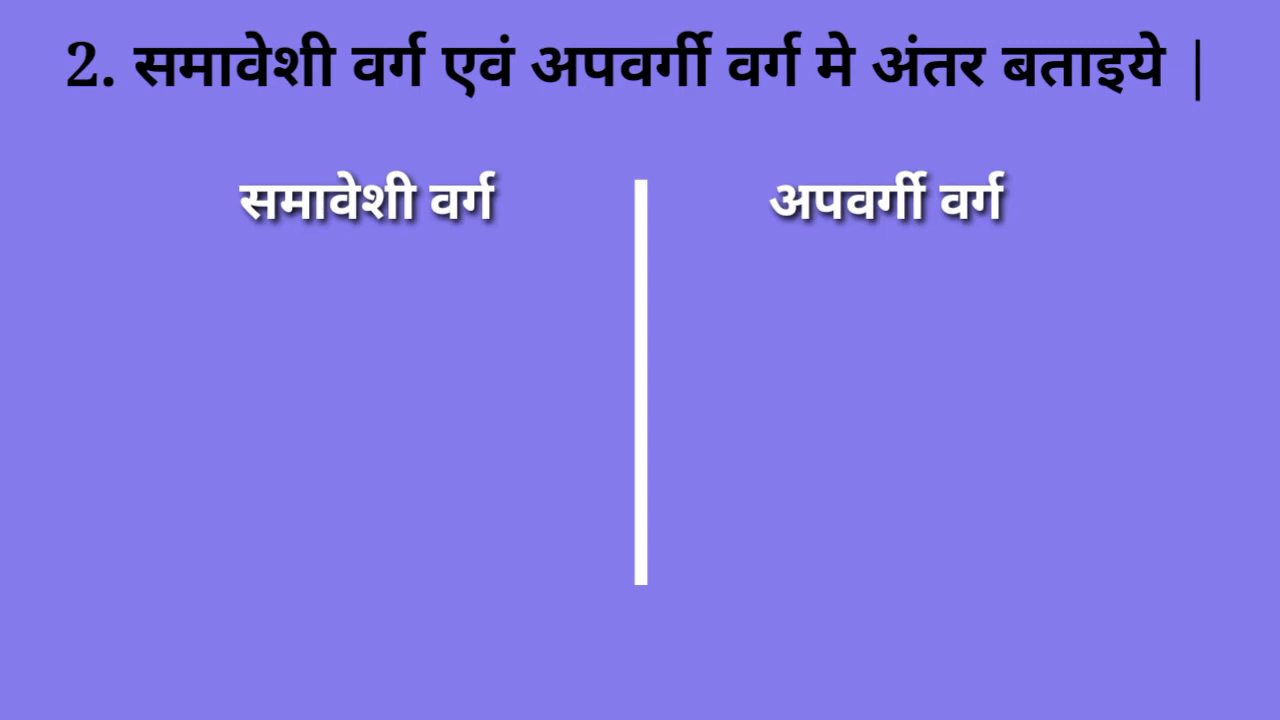 2. समावेशी वर्ग एवं अपवर्गी वर्ग मे अंतर बताइये |
समावेशी वर्ग
अपवर्गी वर्ग